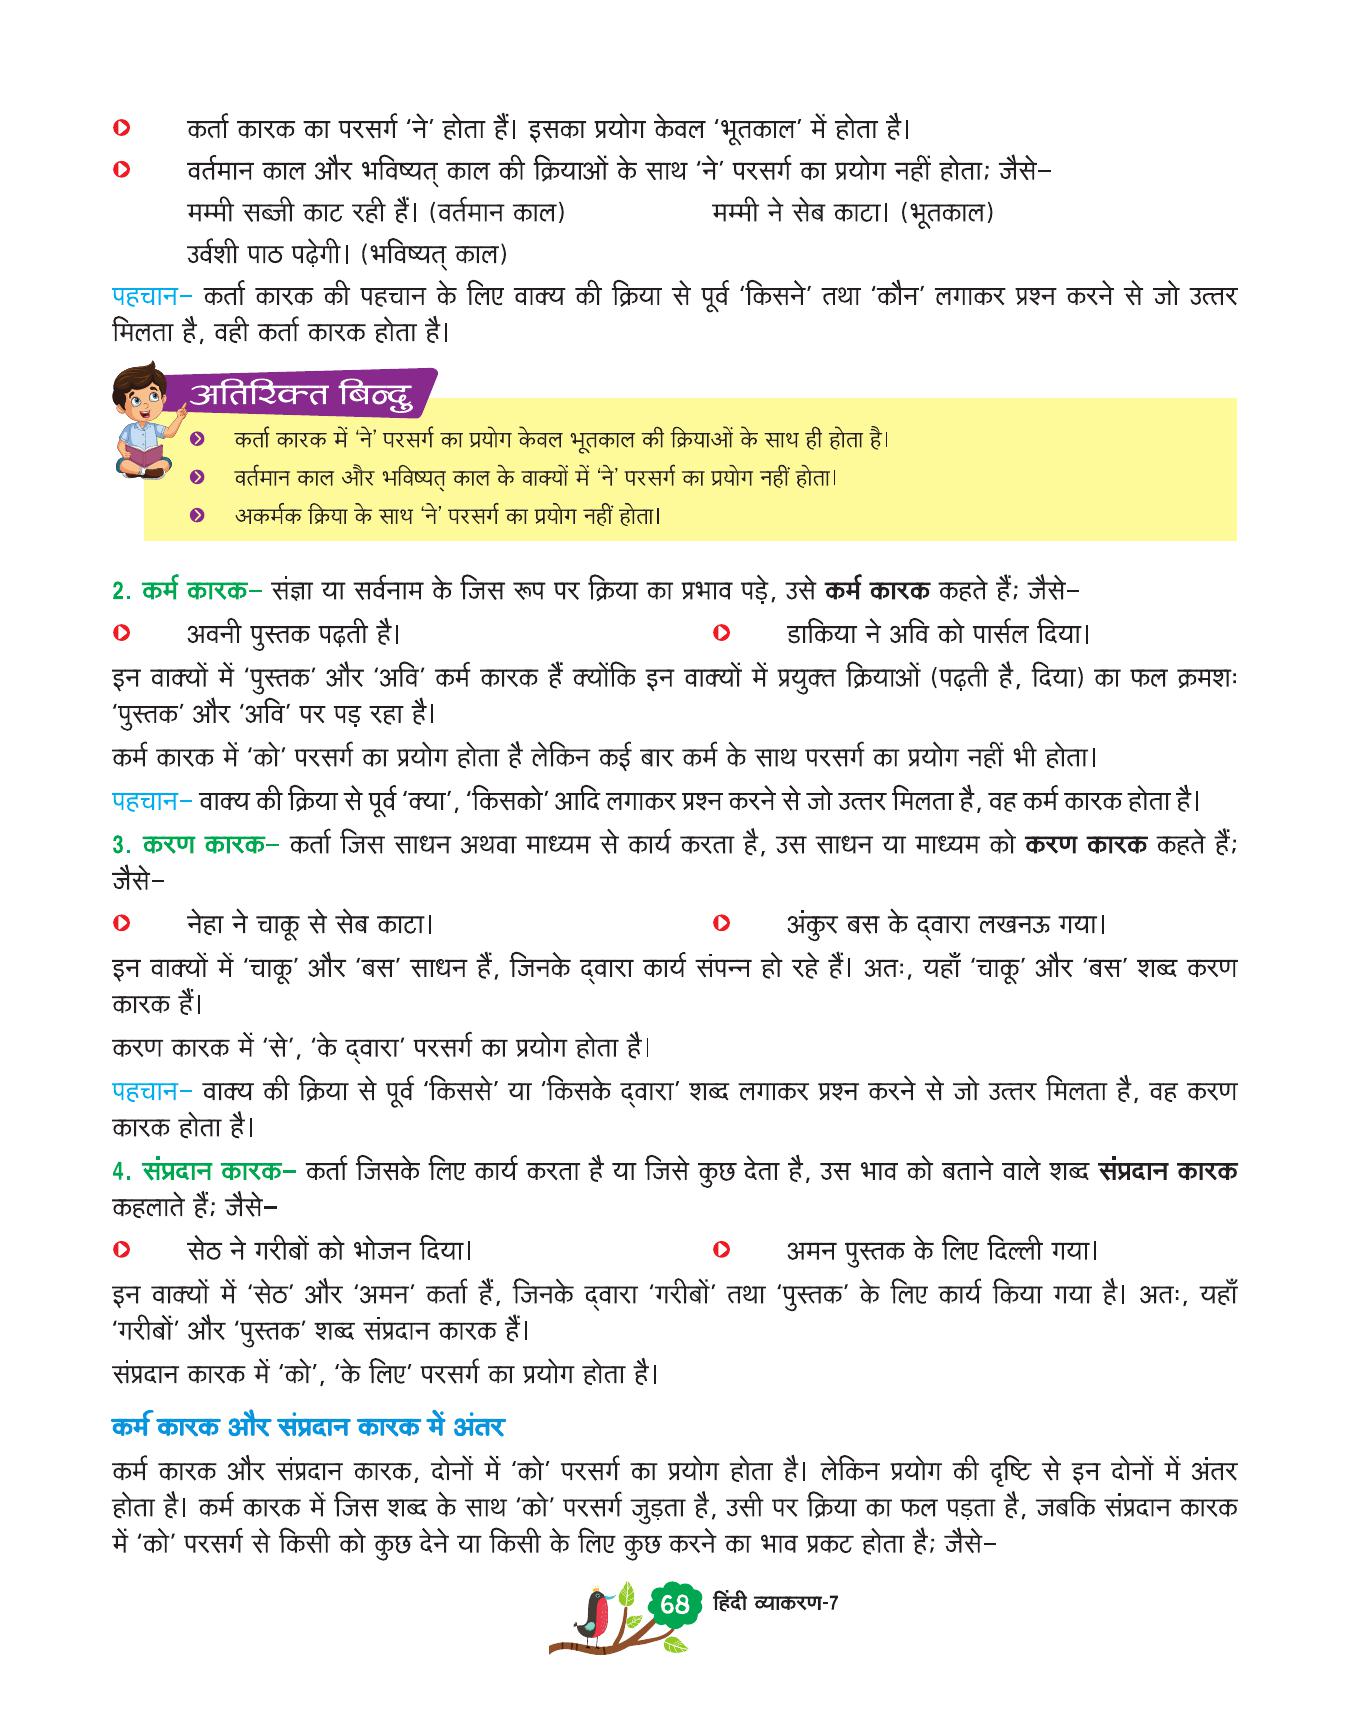 कर्ता कारक का परसर्ग ‘ने’ होता हैं। इसका प्रयोग केवल ‘भूतकाल’ में होता है।
वर्तमान काल और भविष्यत् काल की क्रियाओं के साथ ‘ने’ परसर्ग का प्रयोग नहीं होता; जैसे–
मम्मी सब्जी काट रही हैं। (वर्तमान काल) मम्मी ने सेब काटा। (भूतकाल)
उर्वशी पाठ पढ़ेगी। (भविष्यत् काल)
पहचान– कर्ता कारक की पहचान के लिए वाक्य की क्रिया से पूर्व ‘किसने’ तथा ‘कौन’ लगाकर प्रश्न करने से जो उत्तर
मिलता है, वही कर्ता कारक होता है।
अतिरिक्त बिन्दु
कर्ता कारक में ‘ने’ परसर्ग का प्रयोग केवल भूतकाल की क्रियाओं के साथ ही होता है।
वर्तमान काल और भविष्यत् काल के वाक्यों में ‘ने’ परसर्ग का प्रयोग नहीं होता।
अकर्मक क्रिया के साथ ‘ने’ परसर्ग का प्रयोग नहीं होता।
2. कर्म कारक– संज्ञा या सर्वनाम के जिस रूप पर क्रिया का प्रभाव पड़े, उसे कर्म कारक कहते हैं; जैसे–
अवनी पुस्तक पढ़ती है। डाकिया ने अवि को पार्सल दिया।
इन वाक्यों में ‘पुस्तक’ और ‘अवि’ कर्म कारक हैं क्योंकि इन वाक्यों में प्रयुक्त क्रियाओं (पढ़ती है, दिया) का फल क्रमशः
‘पुस्तक’ और ‘अवि’ पर पड़ रहा है।
कर्म कारक में ‘को’ परसर्ग का प्रयोग होता है लेकिन कई बार कर्म के साथ परसर्ग का प्रयोग नहीं भी होता।
पहचान– वाक्य की क्रिया से पूर्व ‘क्या’, ‘किसको’ आदि लगाकर प्रश्न करने से जो उत्तर मिलता है, वह कर्म कारक होता है।
3. करण कारक– कर्ता जिस साधन अथवा माध्यम से कार्य करता है, उस साधन या माध्यम को करण कारक कहते हैं;
जैसे–
नेहा ने चाकू से सेब काटा। अंकुर बस के द्‌वारा लखनऊ गया।
इन वाक्यों में ‘चाकू’ और ‘बस’ साधन हैं, जिनके द्‌वारा कार्य संपन्न हो रहे हैं। अतः, यहाँ ‘चाकू’ और ‘बस’ शब्द करण
कारक हैं।
करण कारक में ‘से’, ‘के द्‌वारा’ परसर्ग का प्रयोग होता है।
पहचान– वाक्य की क्रिया से पूर्व ‘किससे’ या ‘किसके द्‌वारा’ शब्द लगाकर प्रश्न करने से जो उत्तर मिलता है, वह करण
कारक होता है।
4. संप्रदान कारक– कर्ता जिसके लिए कार्य करता है या जिसे कुछ देता है, उस भाव को बताने वाले शब्द संप्रदान कारक
कहलाते हैं; जैसे–
सेठ ने गरीबों को भोजन दिया। अमन पुस्तक के लिए दिल्ली गया।
इन वाक्यों में ‘सेठ’ और ‘अमन’ कर्ता हैं, जिनके द्‌वारा ‘गरीबों’ तथा ‘पुस्तक’ के लिए कार्य किया गया है। अतः, यहाँ
‘गरीबों’ और ‘पुस्तक’ शब्द संप्रदान कारक हैं।
संप्रदान कारक में ‘को’, ‘के लिए’ परसर्ग का प्रयोग होता है।
कर्म कारक और संप्रदान कारक में अंतर
कर्म कारक और संप्रदान कारक, दोनों में ‘को’ परसर्ग का प्रयोग होता है। लेकिन प्रयोग की दृष्टि से इन दोनों में अंतर
होता है। कर्म कारक में जिस शब्द के साथ ‘को’ परसर्ग जुड़ता है, उसी पर क्रिया का फल पड़ता है, जबकि संप्रदान कारक
में ‘को’ परसर्ग से किसी को कुछ देने या किसी के लिए कुछ करने का भाव प्रकट होता है; जैसे–
68 हिंदी व्याकरण-7